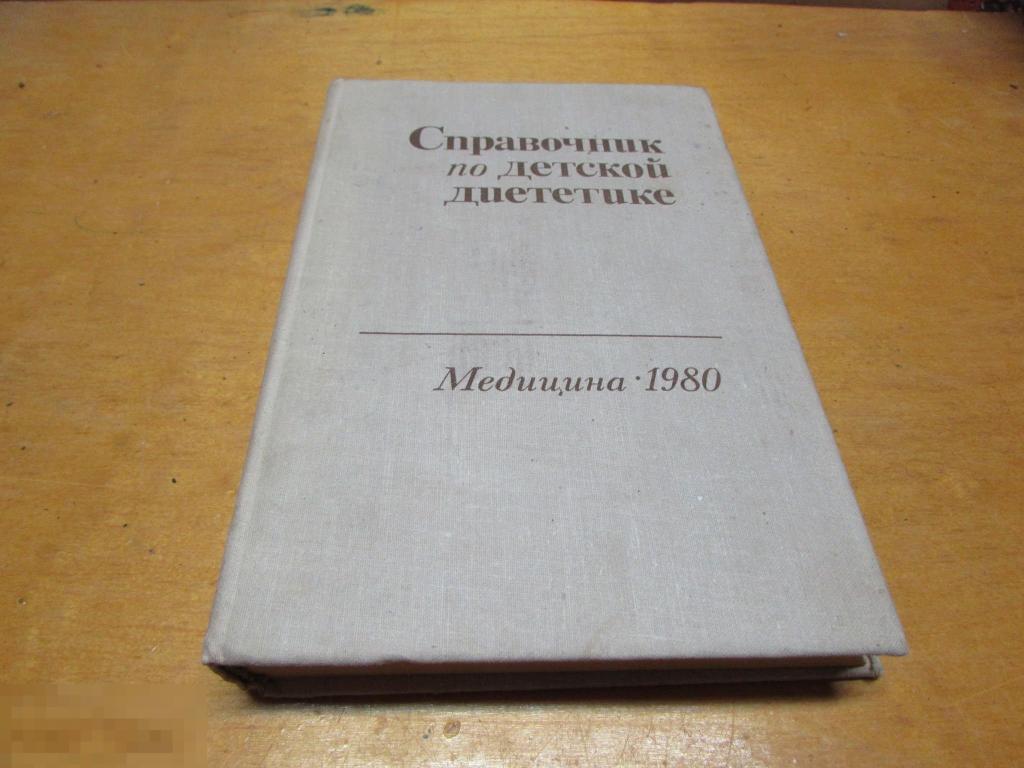 Справочник
по детской
диететике
Медицина · 1980